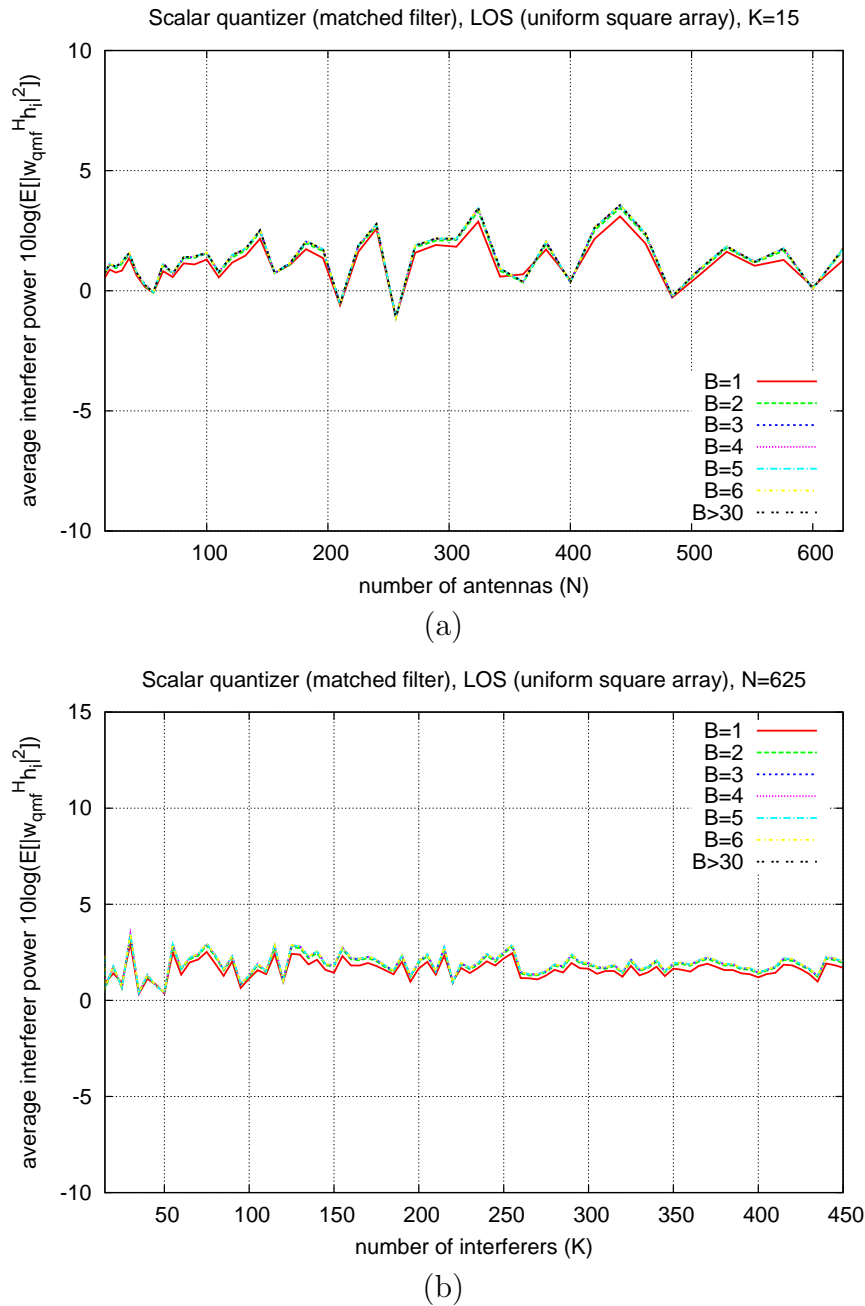 Scalar quantizer (matched filter), LOS (uniform square array), K=15
10
5
0
-5
-10
average interferer power 10log(E[|w_qmf^H h_i|^2])
B=1
B=2
B=3
B=4
B=5
B=6
B>30
100 200 300 400 500 600
number of antennas (N)
(a)
Scalar quantizer (matched filter), LOS (uniform square array), N=625
15
10
5
0
-5
-10
average interferer power 10log(E[|w_qmf^H h_i|^2])
B=1
B=2
B=3
B=4
B=5
B=6
B>30
50 100 150 200 250 300 350 400 450
number of interferers (K)
(b)